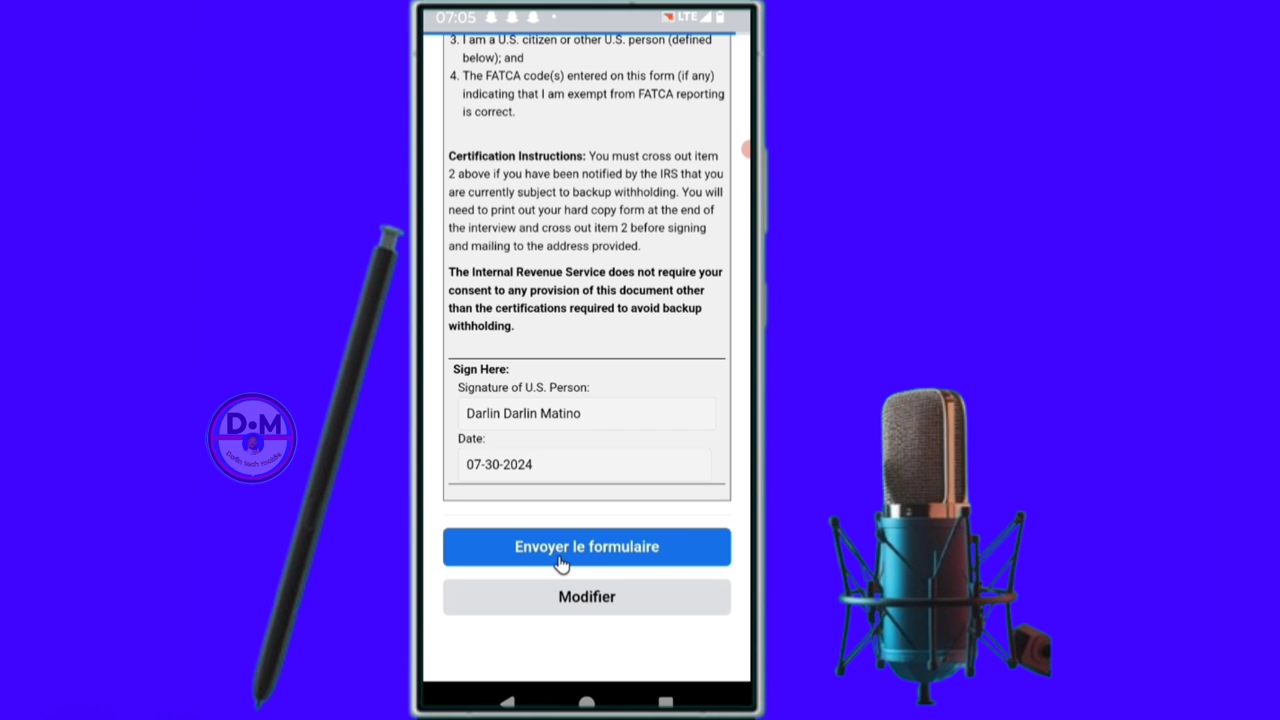 07:05
LTE
3. I am a U.S. citizen or other U.S. person (defined
below); and
4. The FATCA code(s) entered on this form (if any)
indicating that I am exempt from FATCA reporting
is correct.
Certification Instructions: You must cross out item
2 above if you have been notified by the IRS that you
are currently subject to backup withholding. You will
need to print out your hard copy form at the end of
the interview and cross out item 2 before signing
and mailing to the address provided.
The Internal Revenue Service does not require your
consent to any provision of this document other
than the certifications required to avoid backup
withholding.
Sign Here:
Signature of U.S. Person:
Darlin Darlin Matino
Date:
07-30-2024
Envoyer le formulaire
Modifier
D•M
Darlin tech mobile